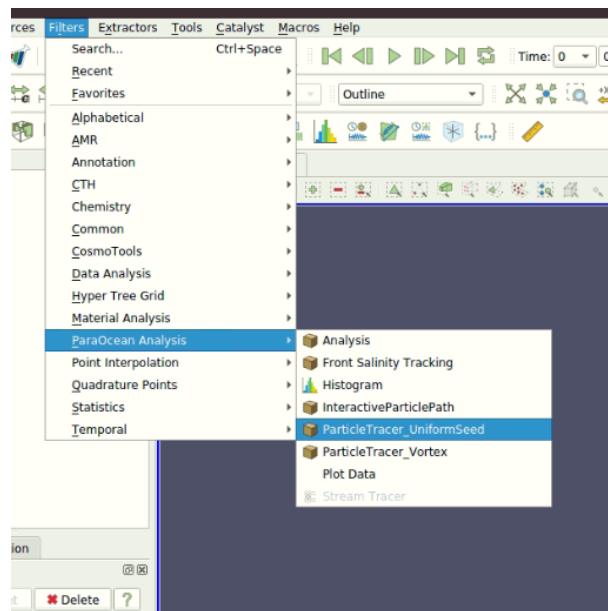 rces Filters Extractors Tools Catalyst Macros Help
Search... Ctrl+Space
Time: 0
Recent
Favorites
Outline
Alphabetical
AMR
Annotation
CTH
Chemistry
Common
CosmoTools
Data Analysis
Hyper Tree Grid
Material Analysis
ParaOcean Analysis
Analysis
Point Interpolation
Front Salinity Tracking
Quadrature Points
Histogram
Statistics
InteractiveParticlePath
Temporal
ParticleTracer_UniformSeed
ParticleTracer_Vortex
Plot Data
Stream Tracer
ion
Delete ?